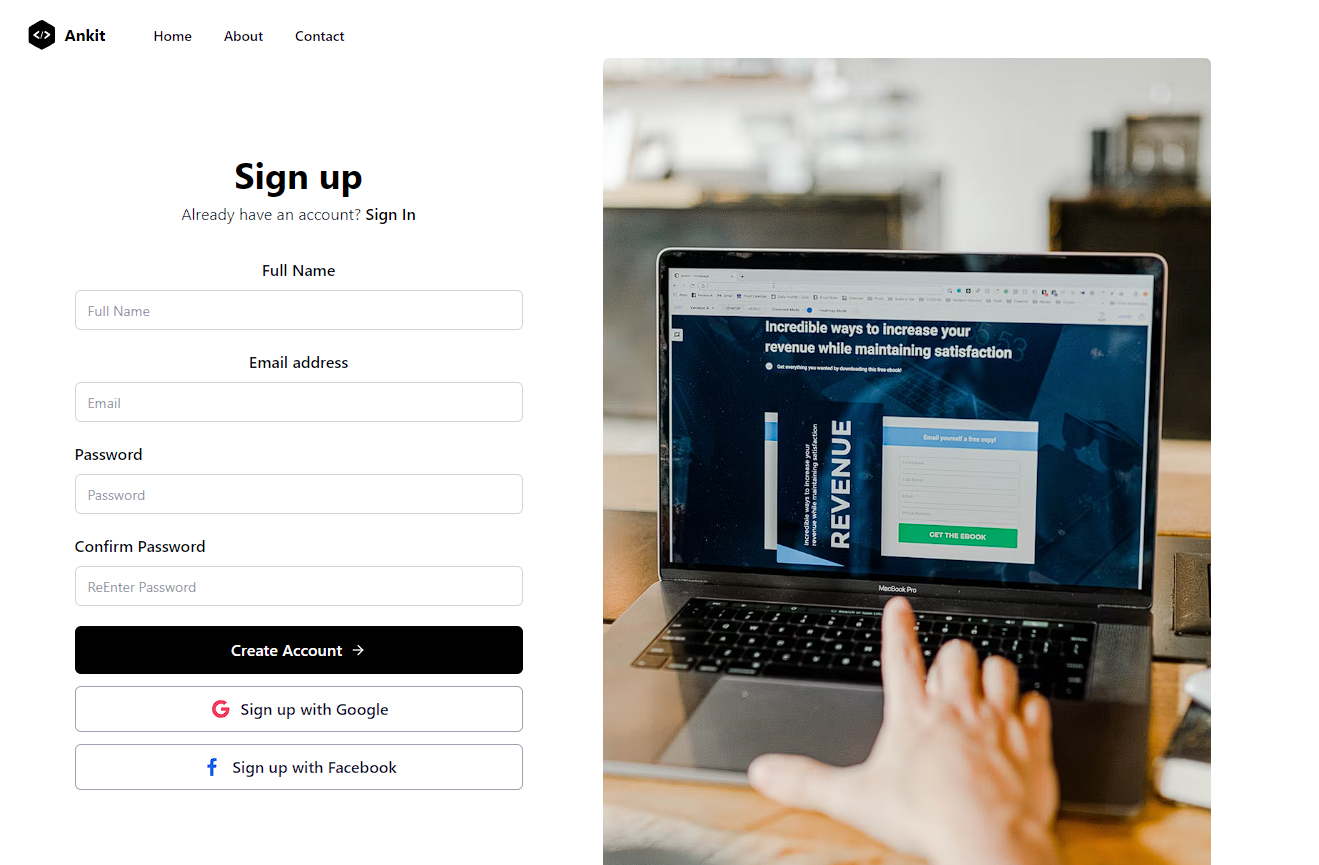 Ankit
Home
About
Contact
Sign up
Already have an account? Sign In
Full Name
Full Name
Email address
Email
Password
Password
Confirm Password
ReEnter Password
Create Account
Sign up with Google
Sign up with Facebook
Incredible ways to increase your
revenue while maintaining satisfaction
Get everything you wanted by downloading this free ebook!
Incredible ways to increase your
revenue while maintaining satisfaction
REVENUE
Email yourself a free copy!
GET THE EBOOK
MacBook Pro